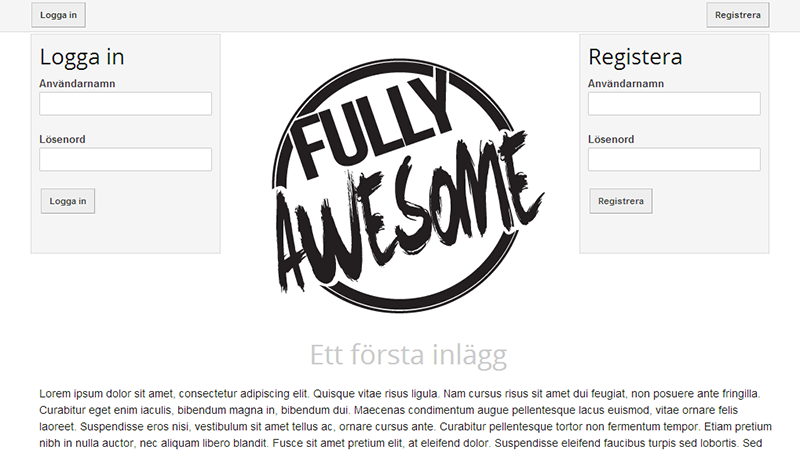 Logga in
Registrera
Logga in
Användarnamn
Lösenord
Logga in
FULLY
AWESOME
Registera
Användarnamn
Lösenord
Registrera
Ett första inlägg
Lorem ipsum dolor sit amet, consectetur adipiscing elit. Quisque vitae risus ligula. Nam cursus risus sit amet dui feugiat, non posuere ante fringilla.
Curabitur eget enim iaculis, bibendum magna in, bibendum dui. Maecenas condimentum augue pellentesque lacus euismod, vitae ornare felis
laoreet. Suspendisse eros nisi, vestibulum sit amet tellus ac, ornare cursus ante. Curabitur pellentesque tortor non fermentum tempor. Etiam pretium
nibh in nulla auctor, nec aliquam libero blandit. Fusce sit amet pretium elit, at eleifend dolor. Suspendisse eleifend faucibus turpis sed lobortis. Sed